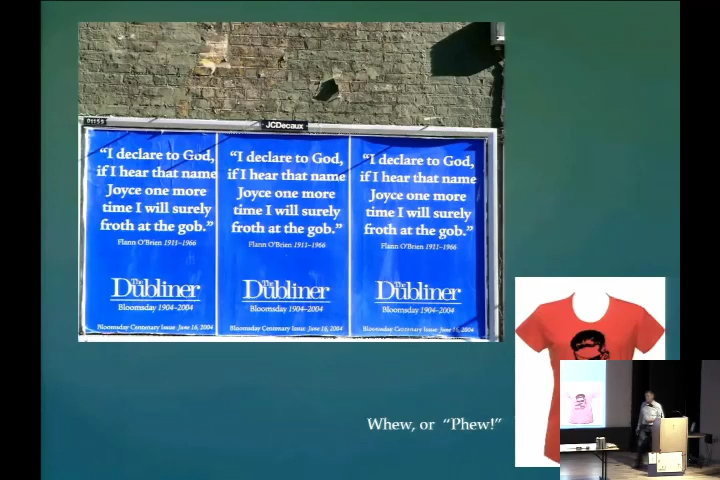 01159
JCDecaux
“I declare to God,
if I hear that name
Joyce one more
time I will surely
froth at the gob.”
Flann O’Brien 1911–1966
The Dubliner
Bloomsday 1904–2004
Bloomsday Centenary Issue June 16, 2004
“I declare to God,
if I hear that name
Joyce one more
time I will surely
froth at the gob.”
Flann O’Brien 1911–1966
The Dubliner
Bloomsday 1904–2004
Bloomsday Centenary Issue June 16, 2004
“I declare to God,
if I hear that name
Joyce one more
time I will surely
froth at the gob.”
Flann O’Brien 1911–1966
The Dubliner
Bloomsday 1904–2004
Bloomsday Centenary Issue June 16, 2004
Whew, or “Phew!”